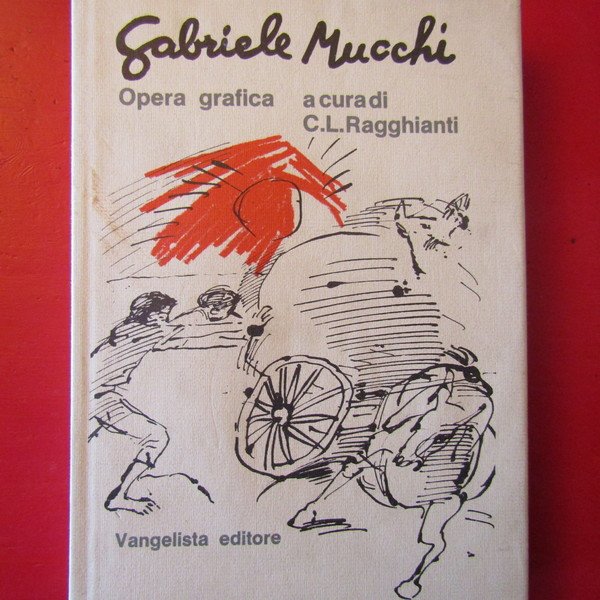 Gabriele Mucchi
Opera grafica a cura di
C.L.Ragghianti
Vangelista editore